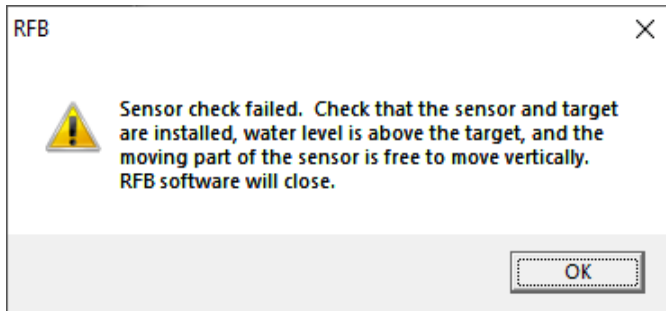 RFB
Sensor check failed.  Check that the sensor and target
are installed, water level is above the target, and the
moving part of the sensor is free to move vertically.
RFB software will close.
OK